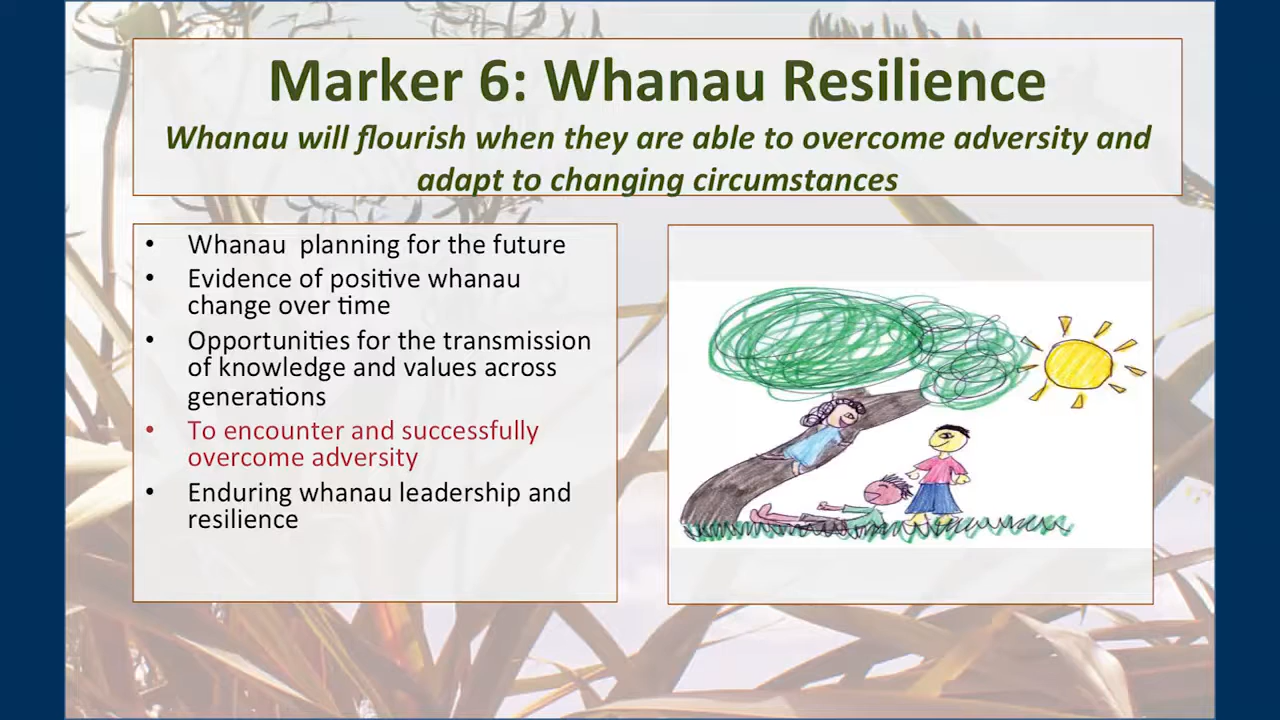 Marker 6: Whanau Resilience
Whanau will flourish when they are able to overcome adversity and
adapt to changing circumstances
• Whanau planning for the future
• Evidence of positive whanau
change over time
• Opportunities for the transmission
of knowledge and values across
generations
• To encounter and successfully
overcome adversity
• Enduring whanau leadership and
resilience